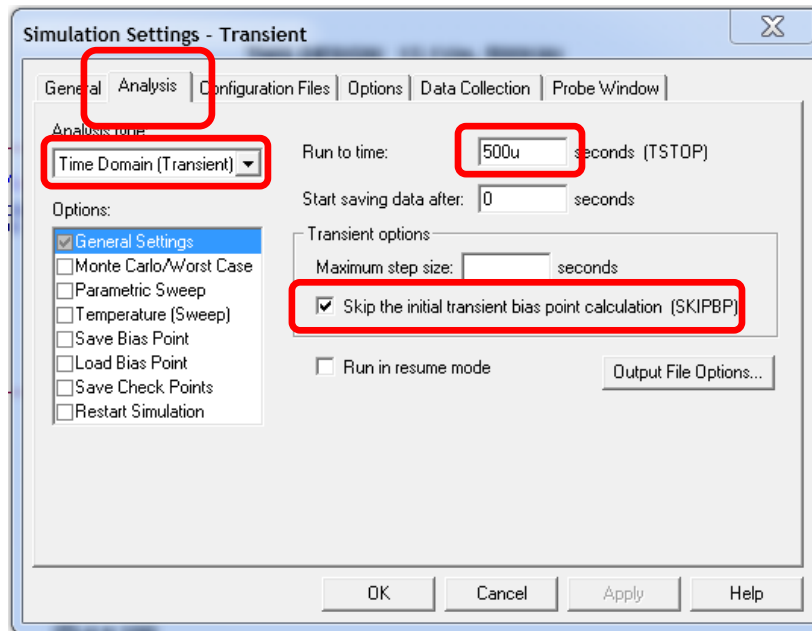 Simulation Settings - Transient
General Analysis Configuration Files Options Data Collection Probe Window
Analysis type:
Time Domain (Transient)
Run to time: 500u seconds (TSTOP)
Start saving data after: 0 seconds
Options:
General Settings
Monte Carlo/Worst Case
Parametric Sweep
Temperature (Sweep)
Save Bias Point
Load Bias Point
Save Check Points
Restart Simulation
Transient options
Maximum step size: seconds
Skip the initial transient bias point calculation (SKIPBP)
Run in resume mode
Output File Options...
OK Cancel Apply Help